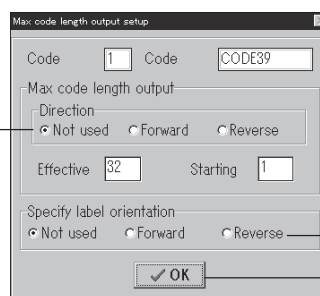 Max code length output setup
Code 1 Code CODE39
Max code length output
Direction
Not used Forward Reverse
Effective 32 Starting 1
Specify label orientation
Not used Forward Reverse
OK